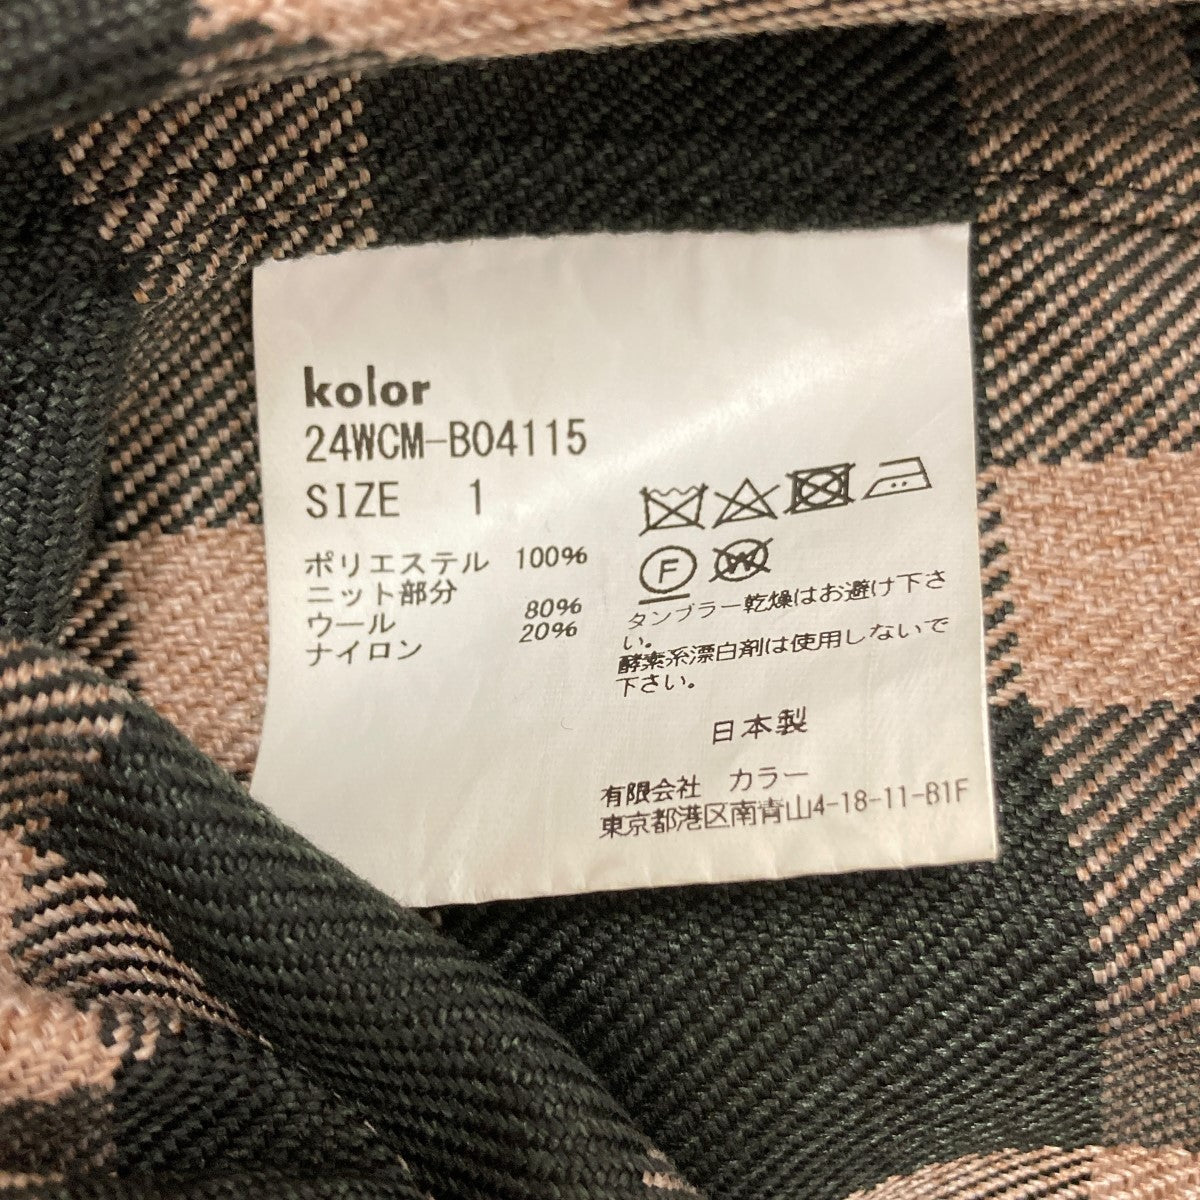 kolor
24WCM-B04115
SIZE 1
ポリエステル 100%
ニット部分
ウール 80%
ナイロン 20%
F
W
タンブラー乾燥はお避け下さ
い。
酵素系漂白剤は使用しないで
下さい。
日本製
有限会社 カラー
東京都港区南青山4-18-11-B1F